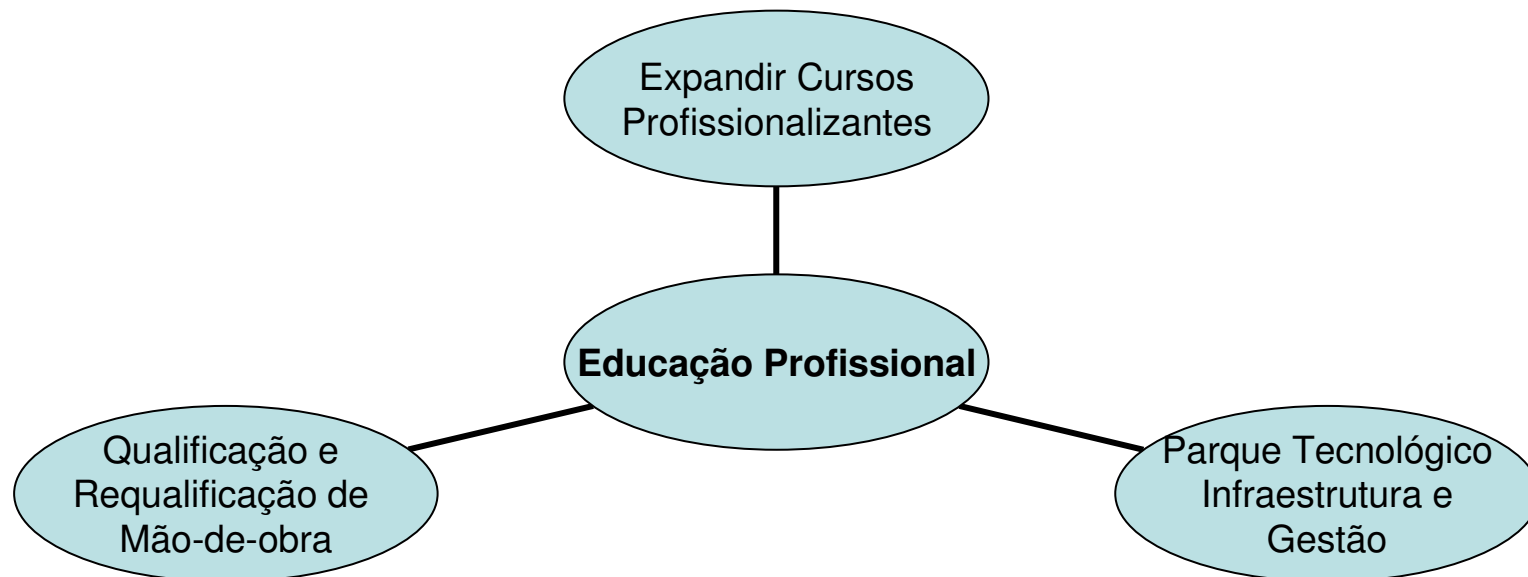 Expandir Cursos
Profissionalizantes
Educação Profissional
Qualificação e
Requalificação de
Mão-de-obra
Parque Tecnológico
Infraestrutura e
Gestão